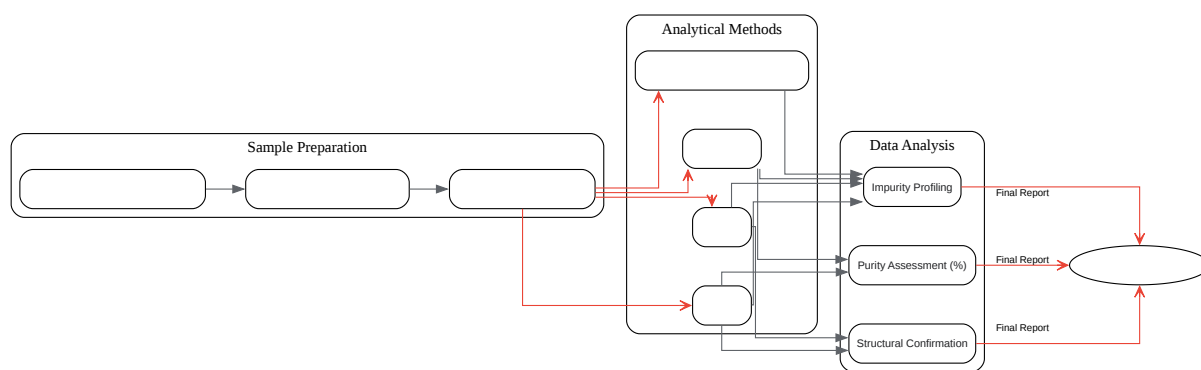 Analytical Methods
Sample Preparation
Data Analysis
Impurity Profiling
Final Report
Purity Assessment (%)
Final Report
Structural Confirmation
Final Report